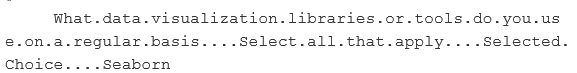 What.data.visualization.libraries.or.tools.do.you.us
e.on.a.regular.basis....Select.all.that.apply....Selected.
Choice....Seaborn